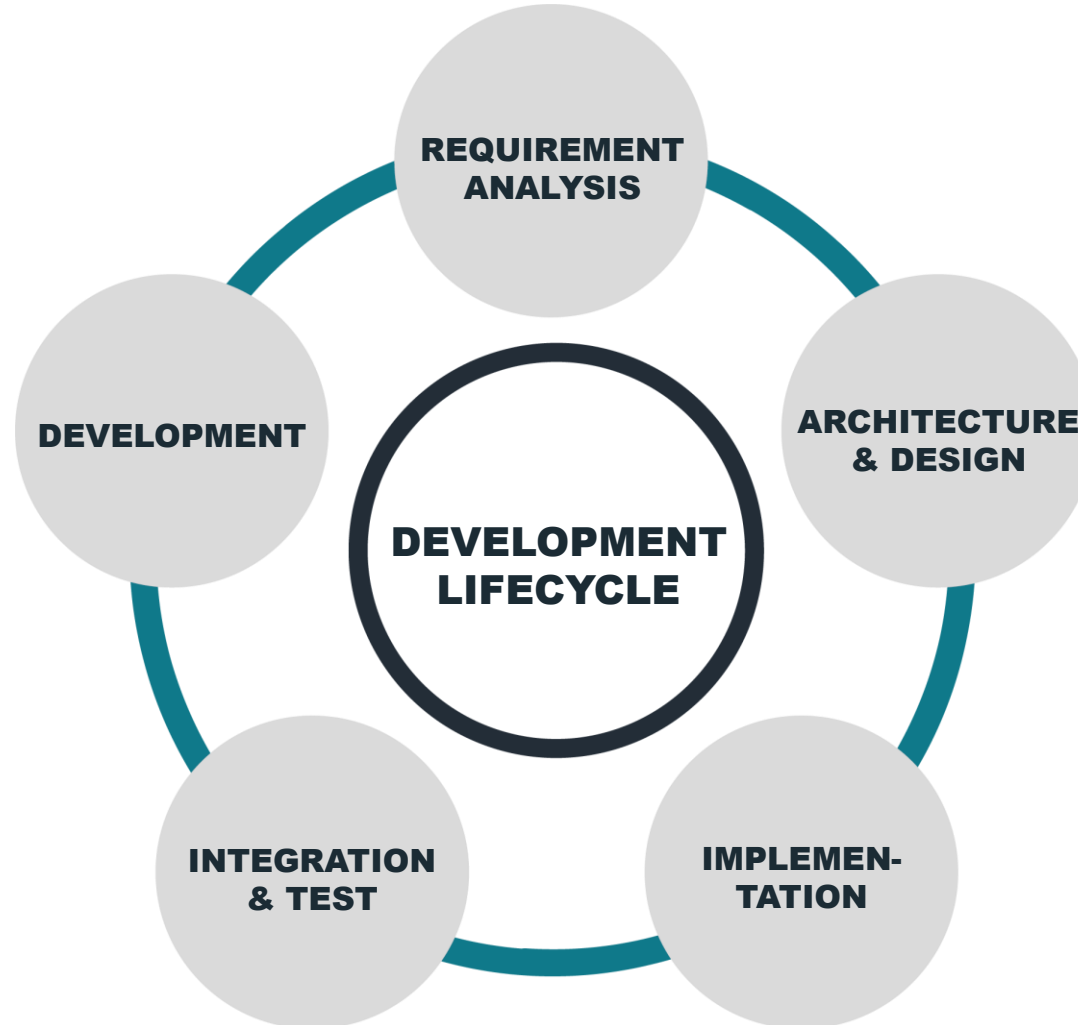 REQUIREMENT
ANALYSIS
ARCHITECTURE
& DESIGN
DEVELOPMENT
DEVELOPMENT
LIFECYCLE
INTEGRATION
& TEST
IMPLEMEN-
TATION